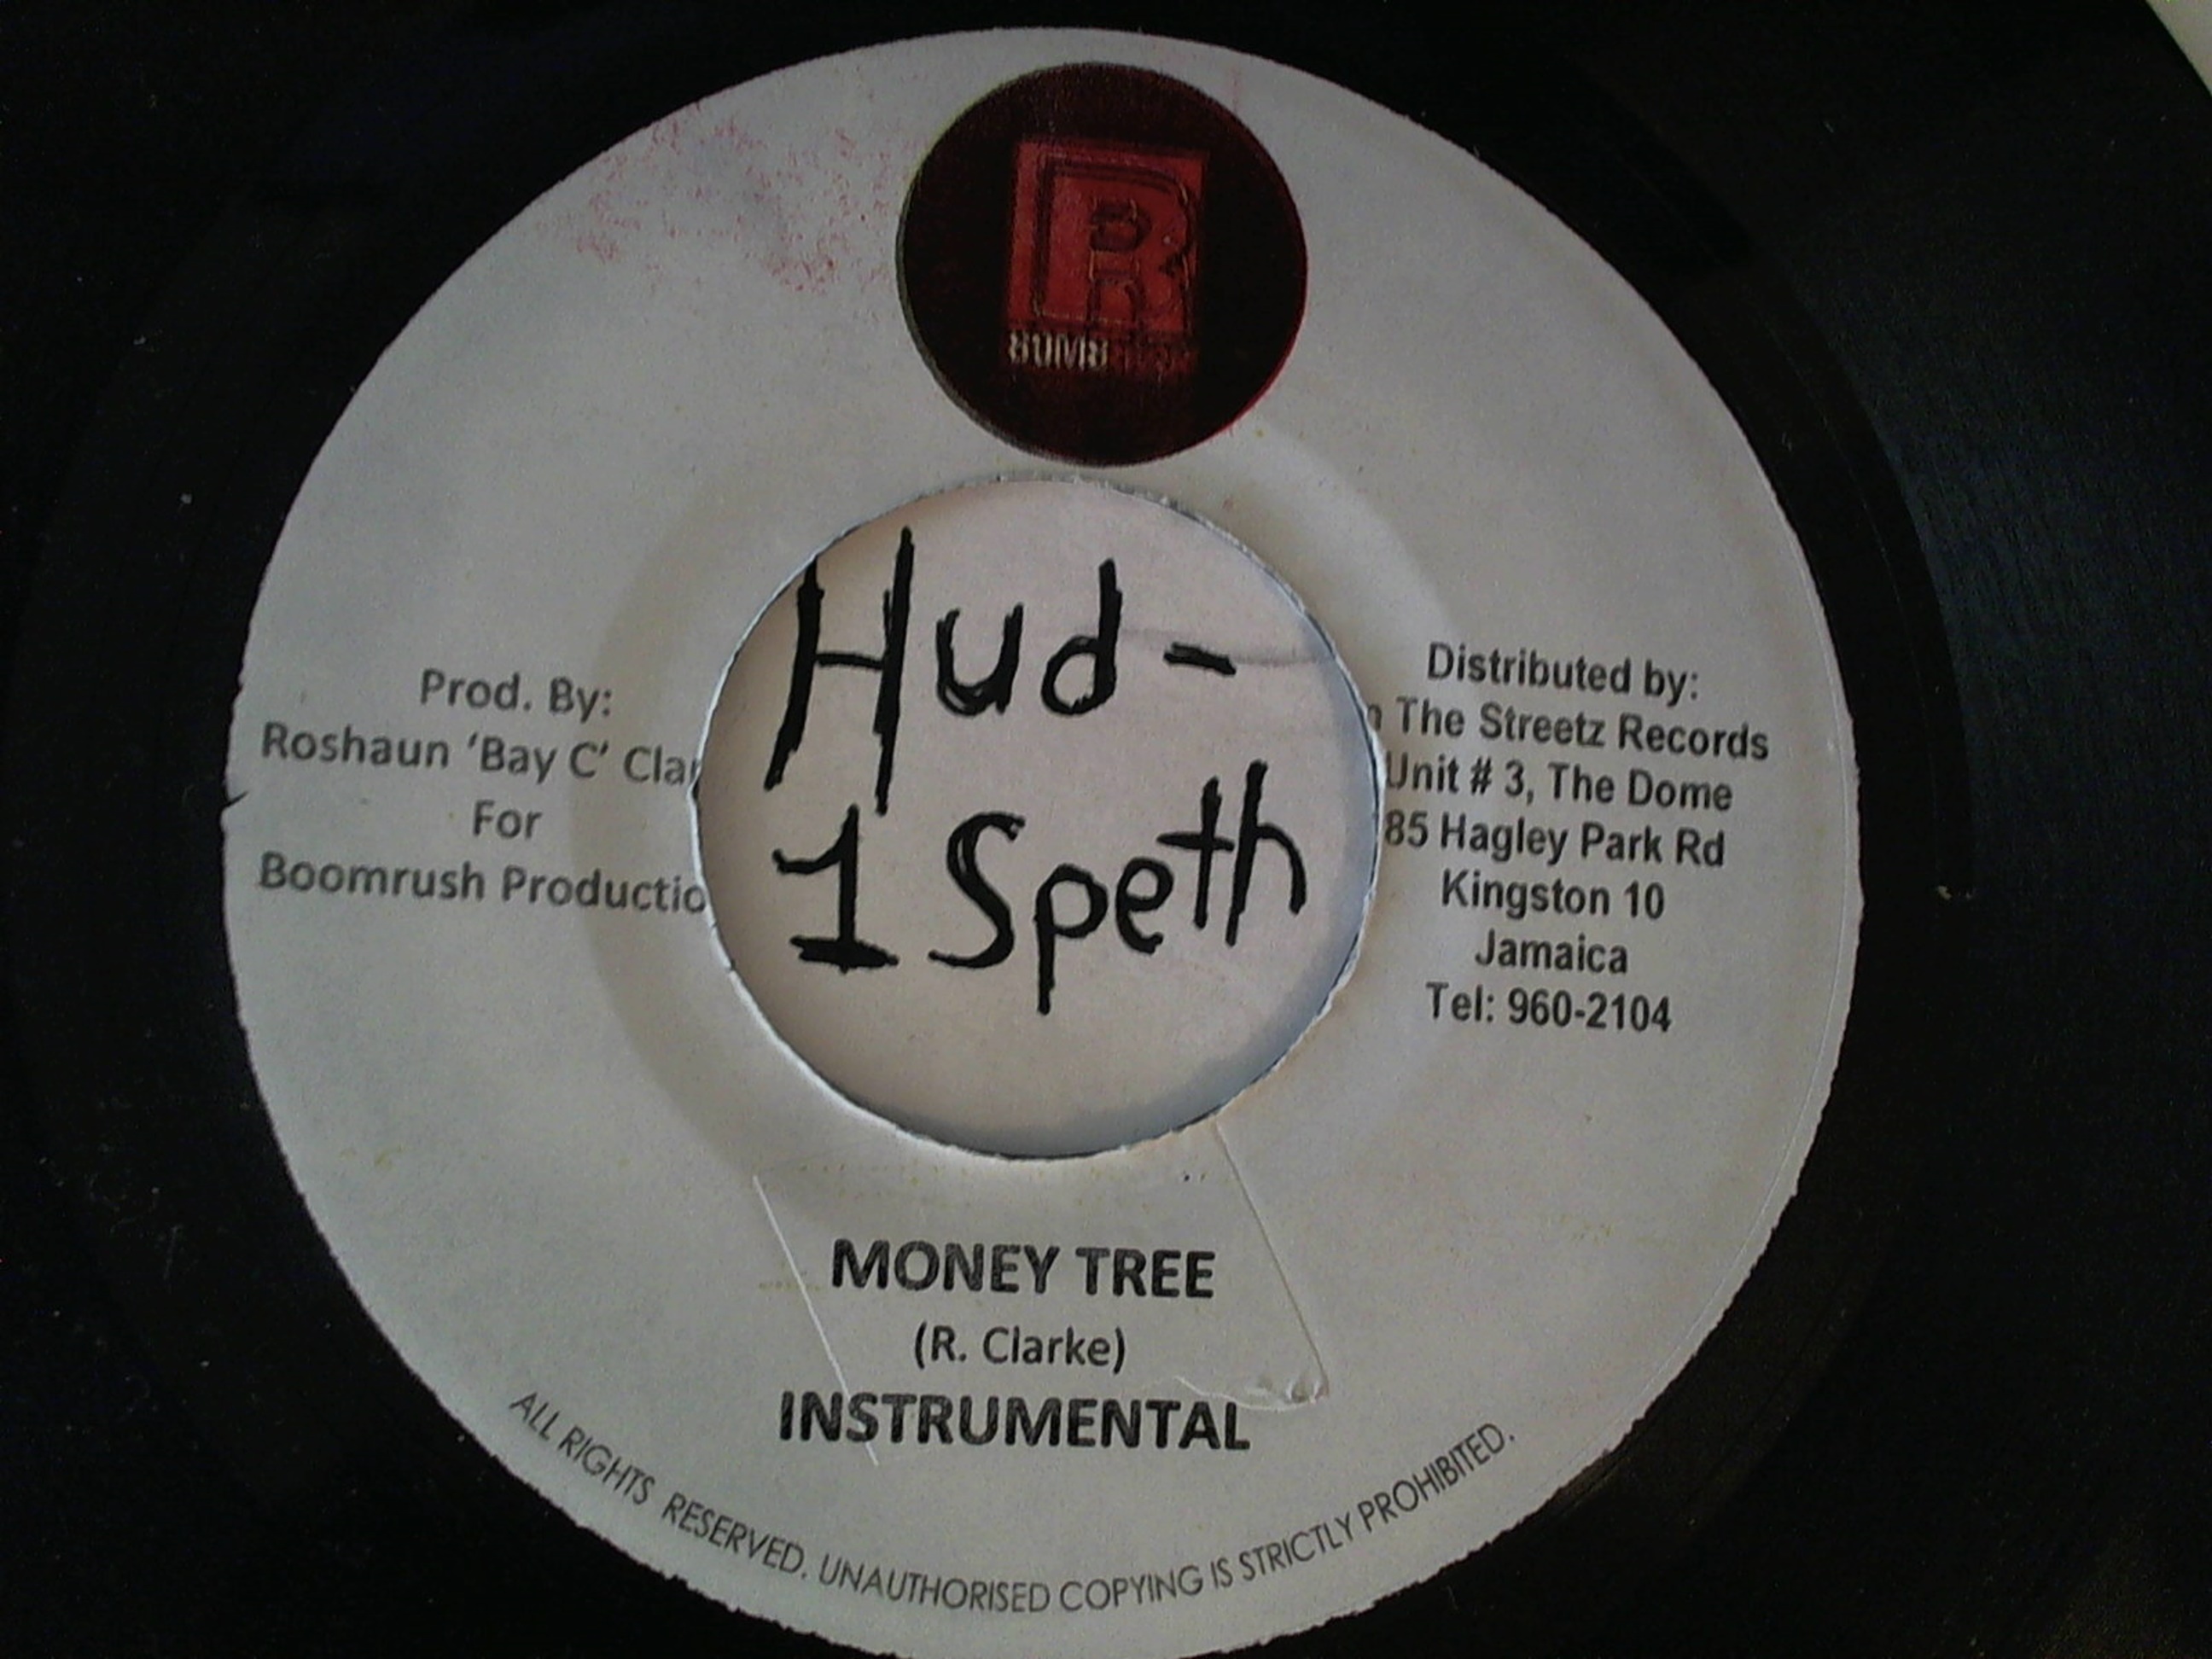 Hud-
1 Speth
Prod. By:
Roshaun 'Bay C' Clar
For
Boomrush Productio
Distributed by:
The Streetz Records
Unit # 3, The Dome
85 Hagley Park Rd
Kingston 10
Jamaica
Tel: 960-2104
MONEY TREE
(R. Clarke)
INSTRUMENTAL
ALL RIGHTS RESERVED. UNAUTHORISED COPYING IS STRICTLY PROHIBITED.